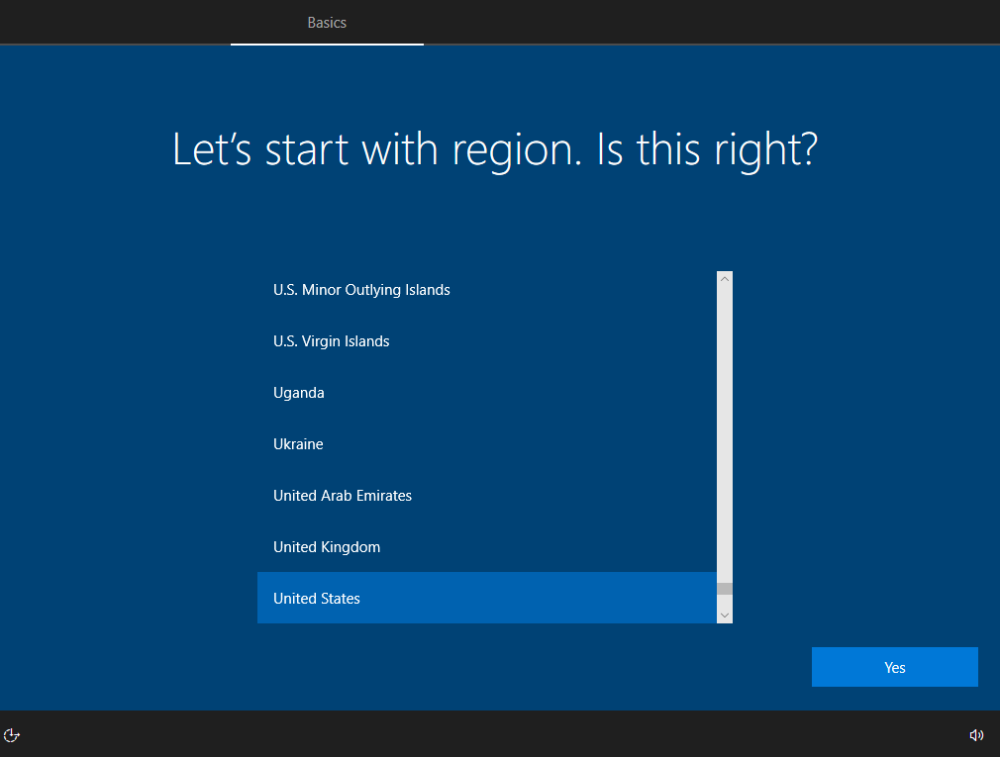 Basics
Let’s start with region. Is this right?
U.S. Minor Outlying Islands
U.S. Virgin Islands
Uganda
Ukraine
United Arab Emirates
United Kingdom
United States
Yes